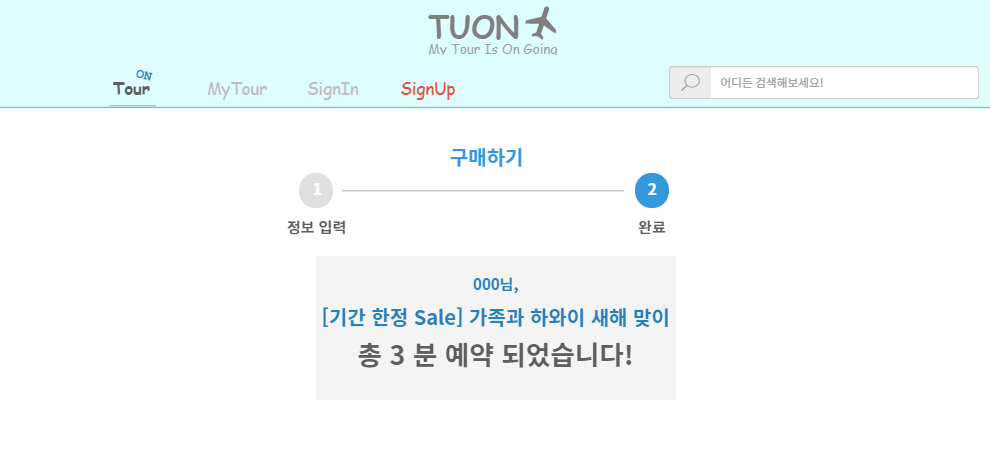 TUON
My Tour Is On Going
ON
Tour MyTour SignIn SignUp 어디든 검색해보세요!
구매하기
1 2
정보 입력 완료
000님,
[기간 한정 Sale] 가족과 하와이 새해 맞이
총 3 분 예약 되었습니다!